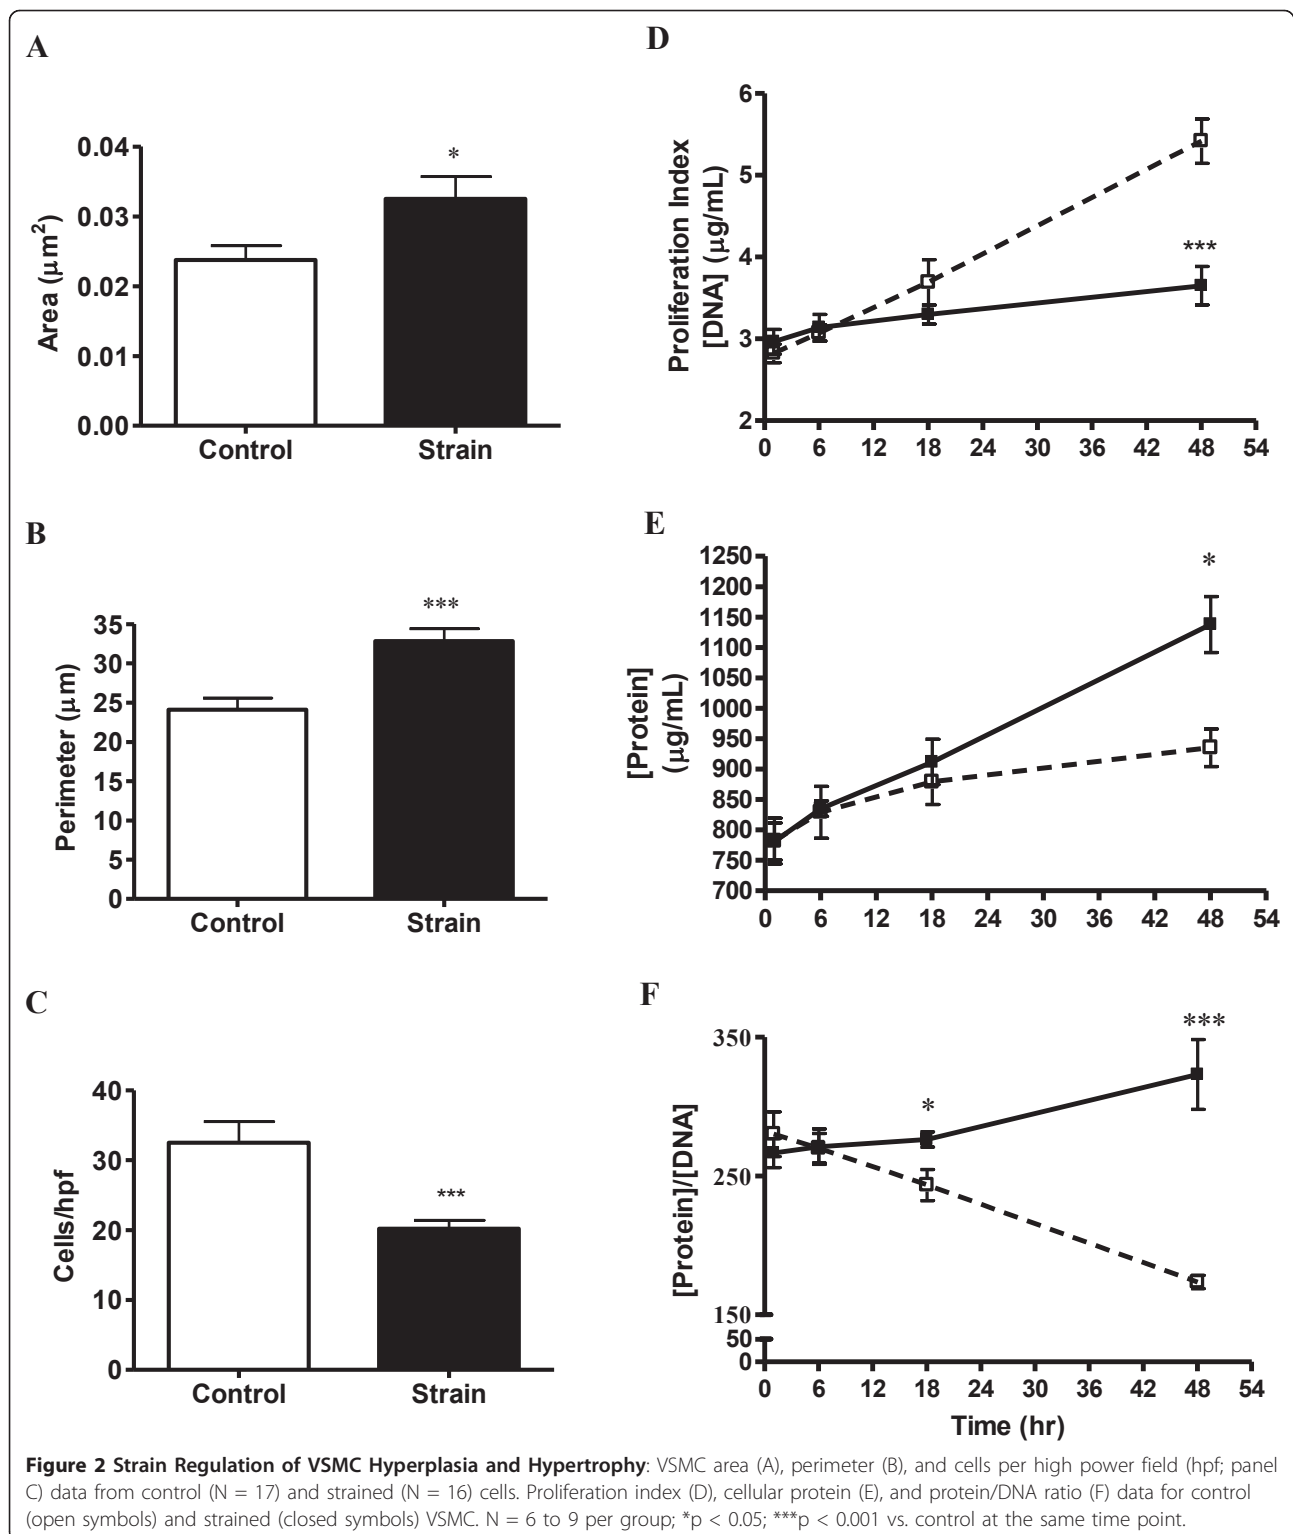 A
0.04
0.03
0.02
0.01
0.00
Area (μm²)
*
Control Strain
B
35
30
25
20
15
10
5
0
Perimeter (μm)
***
Control Strain
C
40
30
20
10
0
Cells/hpf
***
Control Strain
D
6
5
4
3
2
Proliferation Index
[DNA] (μg/mL)
***
0 6 12 18 24 30 36 42 48 54
E
1250
1200
1150
1100
1050
1000
950
900
850
800
750
700
[Protein]
(μg/mL)
*
0 6 12 18 24 30 36 42 48 54
F
350
250
150
50
0
[Protein]/[DNA]
*
***
0 6 12 18 24 30 36 42 48 54
Time (hr)
Figure 2 Strain Regulation of VSMC Hyperplasia and Hypertrophy: VSMC area (A), perimeter (B), and cells per high power field (hpf; panel
C) data from control (N = 17) and strained (N = 16) cells. Proliferation index (D), cellular protein (E), and protein/DNA ratio (F) data for control
(open symbols) and strained (closed symbols) VSMC. N = 6 to 9 per group; *p < 0.05; ***p < 0.001 vs. control at the same time point.